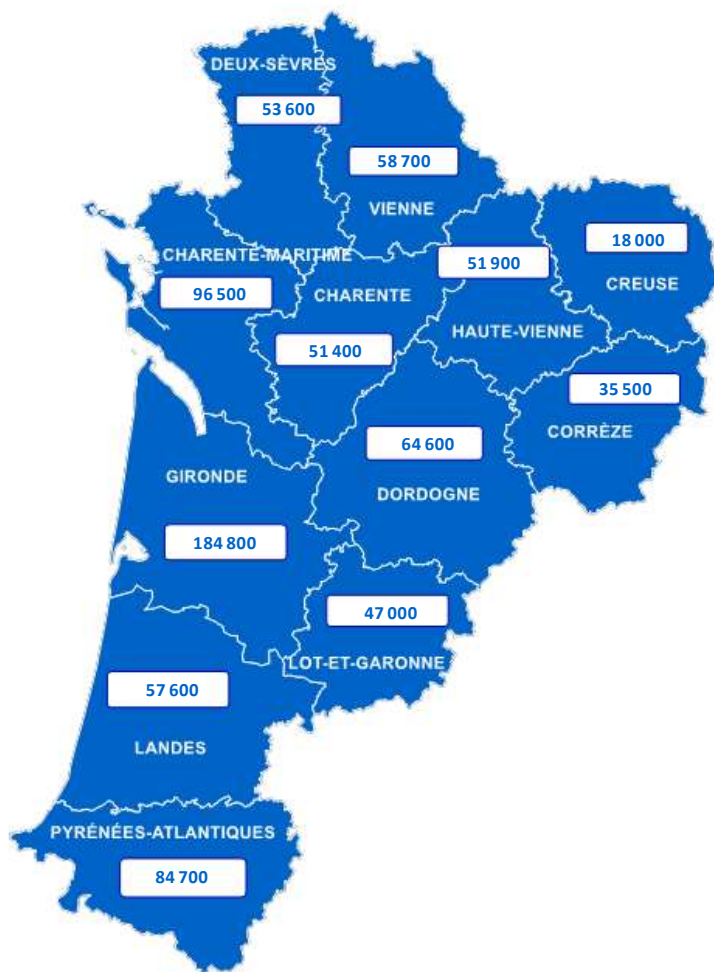 DEUX-SÈVRES
53 600
58 700
VIENNE
18 000
CREUSE
CHARENTE-MARITIME
96 500
CHARENTE
51 400
51 900
HAUTE-VIENNE
35 500
CORRÈZE
64 600
DORDOGNE
GIRONDE
184 800
47 000
LOT-ET-GARONNE
57 600
LANDES
PYRÉNÉES-ATLANTIQUES
84 700